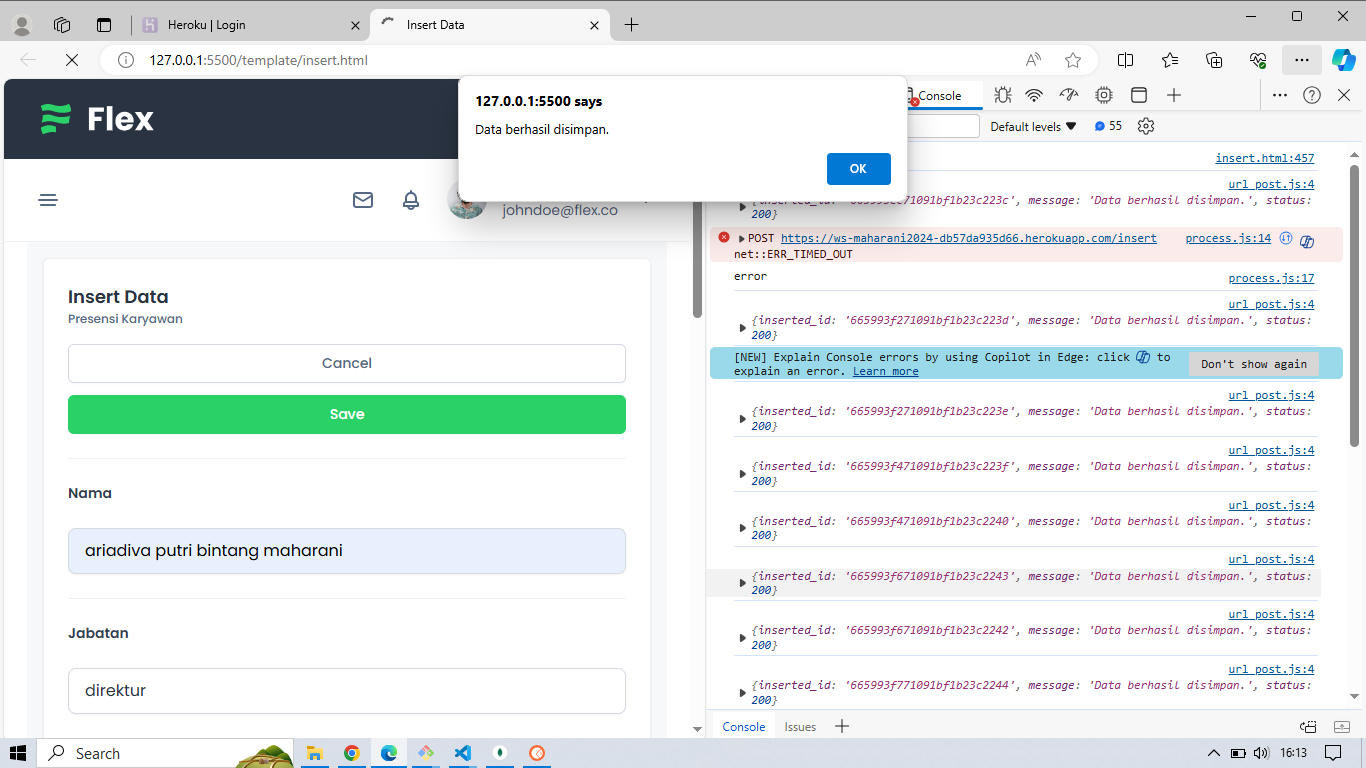 Heroku | Login
Insert Data
127.0.0.1:5500/template/insert.html
Flex
johndoe@flex.co
Insert Data
Presensi Karyawan
Cancel
Save
Nama
ariadiva putri bintang maharani
Jabatan
direktur
127.0.0.1:5500 says
Data berhasil disimpan.
OK
Console
Default levels
55
insert.html:457
url_post.js:4
message: 'Data berhasil disimpan.', status:
200}
POST https://ws-maharani2024-db57da935d66.herokuapp.com/insert process.js:14
net::ERR_TIMED_OUT
error process.js:17
url_post.js:4
{inserted_id: '665993f271091bf1b23c223d', message: 'Data berhasil disimpan.', status:
200}
[NEW] Explain Console errors by using Copilot in Edge: click to
explain an error. Learn more
Don't show again
url_post.js:4
{inserted_id: '665993f271091bf1b23c223e', message: 'Data berhasil disimpan.', status:
200}
url_post.js:4
{inserted_id: '665993f471091bf1b23c223f', message: 'Data berhasil disimpan.', status:
200}
url_post.js:4
{inserted_id: '665993f471091bf1b23c2240', message: 'Data berhasil disimpan.', status:
200}
url_post.js:4
{inserted_id: '665993f671091bf1b23c2243', message: 'Data berhasil disimpan.', status:
200}
url_post.js:4
{inserted_id: '665993f671091bf1b23c2242', message: 'Data berhasil disimpan.', status:
200}
url_post.js:4
{inserted_id: '665993f771091bf1b23c2244', message: 'Data berhasil disimpan.', status:
200}
Console
Issues
Search
16:13